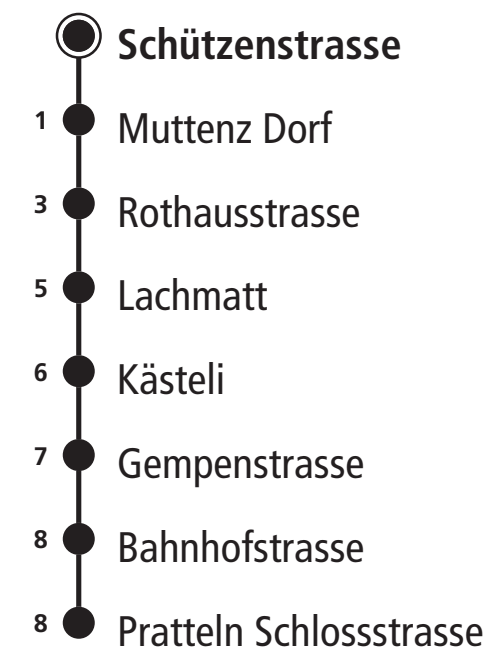 Schützenstrasse
1 Muttenz Dorf
3 Rothausstrasse
5 Lachmatt
6 Kästeli
7 Gempenstrasse
8 Bahnhofstrasse
8 Pratteln Schlossstrasse